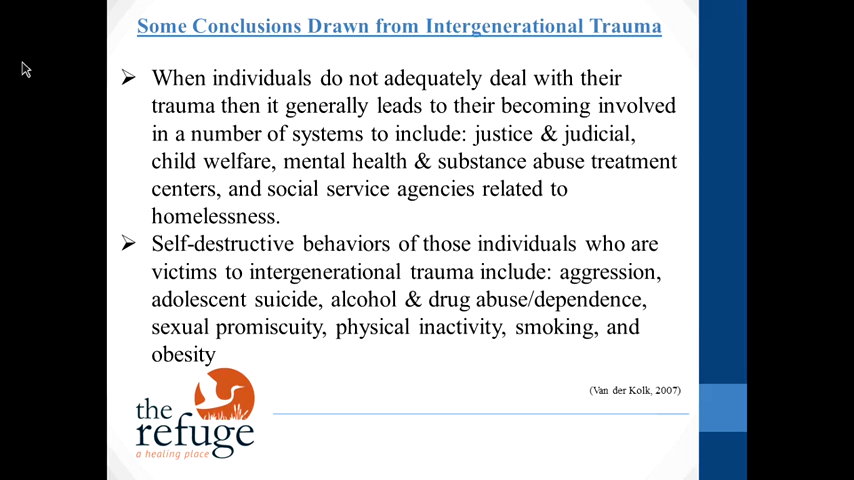 Some Conclusions Drawn from Intergenerational Trauma
➢ When individuals do not adequately deal with their
trauma then it generally leads to their becoming involved
in a number of systems to include: justice & judicial,
child welfare, mental health & substance abuse treatment
centers, and social service agencies related to
homelessness.
➢ Self-destructive behaviors of those individuals who are
victims to intergenerational trauma include: aggression,
adolescent suicide, alcohol & drug abuse/dependence,
sexual promiscuity, physical inactivity, smoking, and
obesity
(Van der Kolk, 2007)
the
refuge
a healing place